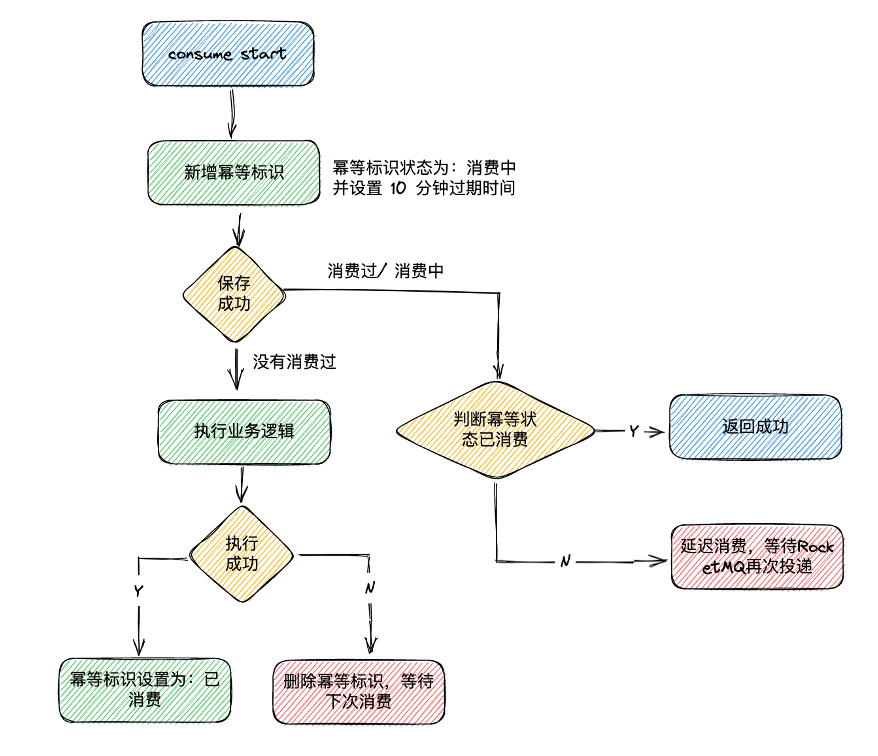 consume start
新增幂等标识
幂等标识状态为：消费中
并设置 10 分钟过期时间
保存
成功
消费过/ 消费中
没有消费过
执行业务逻辑
判断幂等状
态已消费
Y
返回成功
执行
成功
延迟消费，等待Rock
etMQ再次投递
N
Y
N
幂等标识设置为：已
消费
删除幂等标识，等待
下次消费